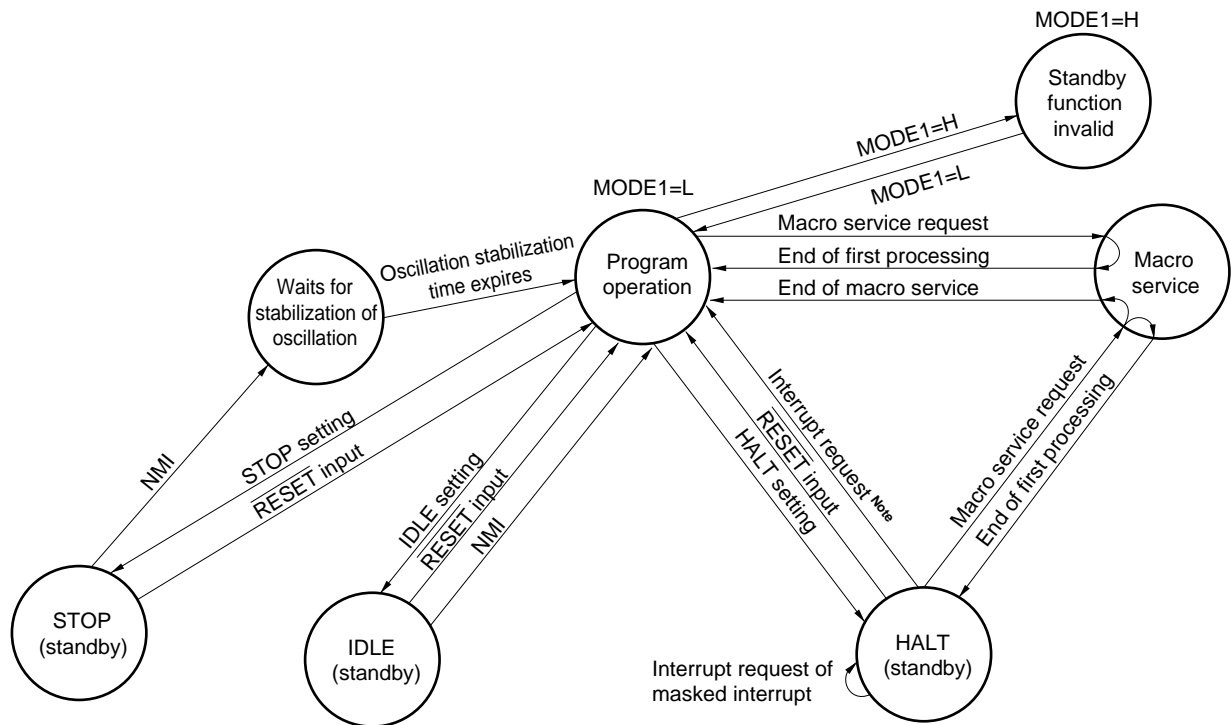 MODE1=H
Standby
function
invalid
MODE1=H
MODE1=L
MODE1=L
Program
operation
Macro service request
End of first processing
End of macro service
Macro
service
Oscillation stabilization
time expires
Waits for
stabilization of
oscillation
NMI
STOP setting
RESET input
IDLE setting
RESET input
NMI
Interrupt request Note
RESET input
HALT setting
Macro service request
End of first processing
STOP
(standby)
IDLE
(standby)
HALT
(standby)
Interrupt request of
masked interrupt